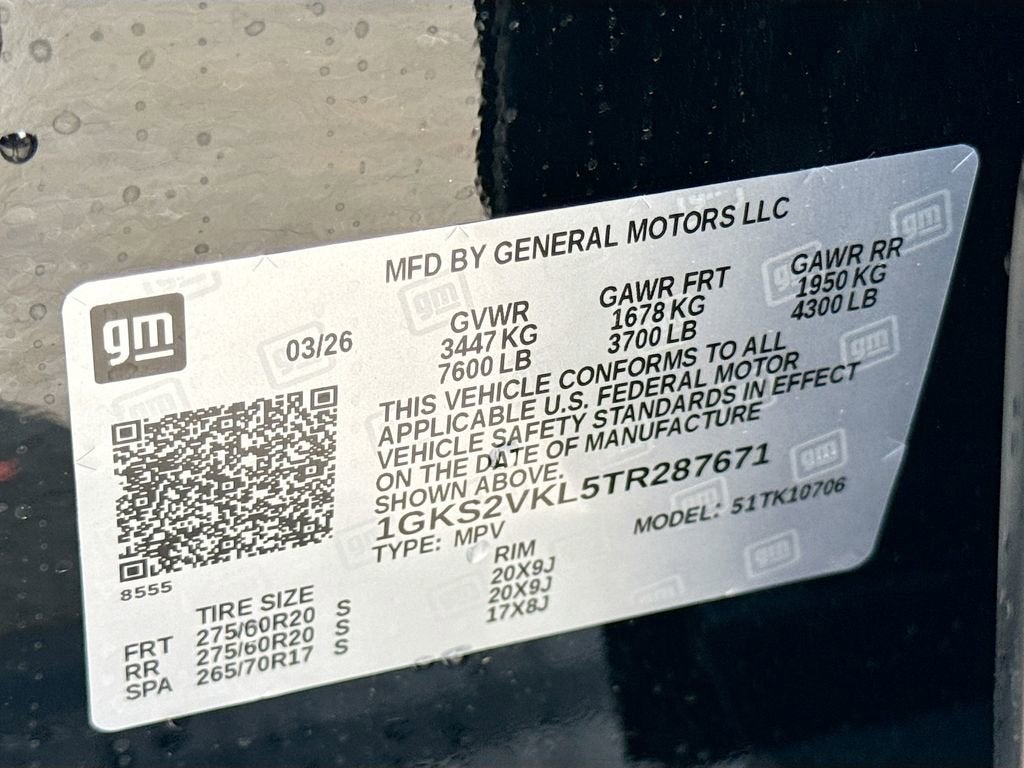 MFD BY GENERAL MOTORS LLC
gm
03/26
GVWR GAWR FRT GAWR RR
3447 KG 1678 KG 1950 KG
7600 LB 3700 LB 4300 LB
THIS VEHICLE CONFORMS TO ALL
APPLICABLE U.S. FEDERAL MOTOR
VEHICLE SAFETY STANDARDS IN EFFECT
ON THE DATE OF MANUFACTURE
SHOWN ABOVE.
1GKS2VKL5TR287671
TYPE: MPV MODEL: 51TK10706
8555
TIRE SIZE RIM
FRT 275/60R20 S 20X9J
RR 275/60R20 S 20X9J
SPA 265/70R17 S 17X8J